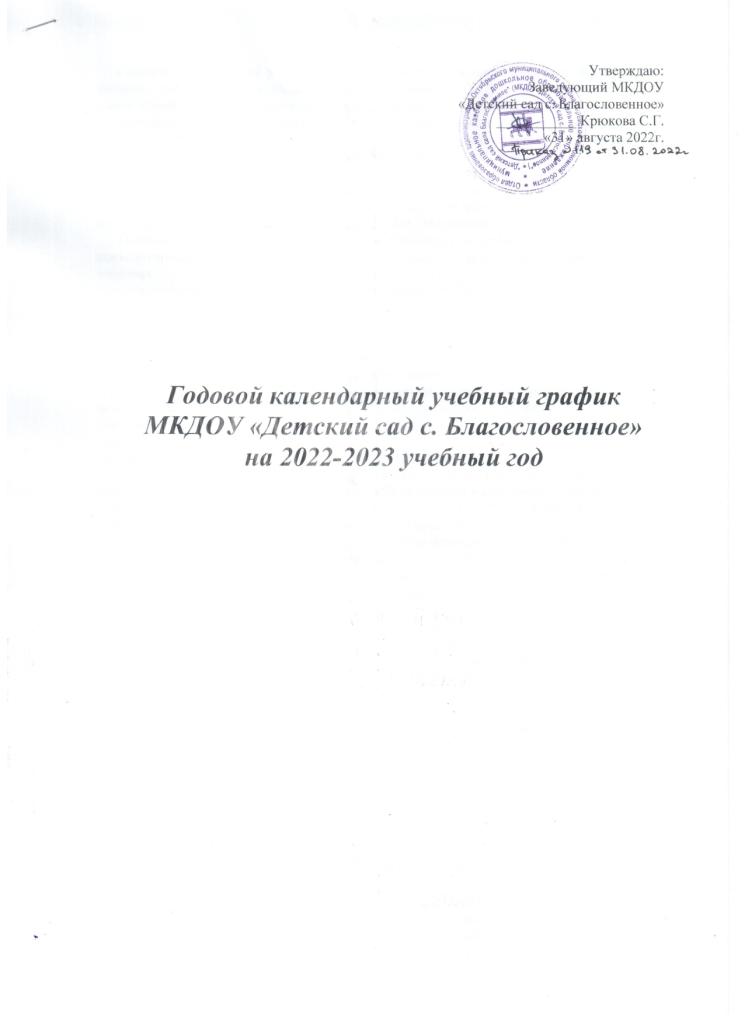 Утверждаю:
Заведующий МКДОУ
«Детский сад с. Благословенное»
Крюкова С.Г.
«31» августа 2022г.
Приказ № 119 от 31.08.2022г
Годовой календарный учебный график
МКДОУ «Детский сад с. Благословенное»
на 2022-2023 учебный год